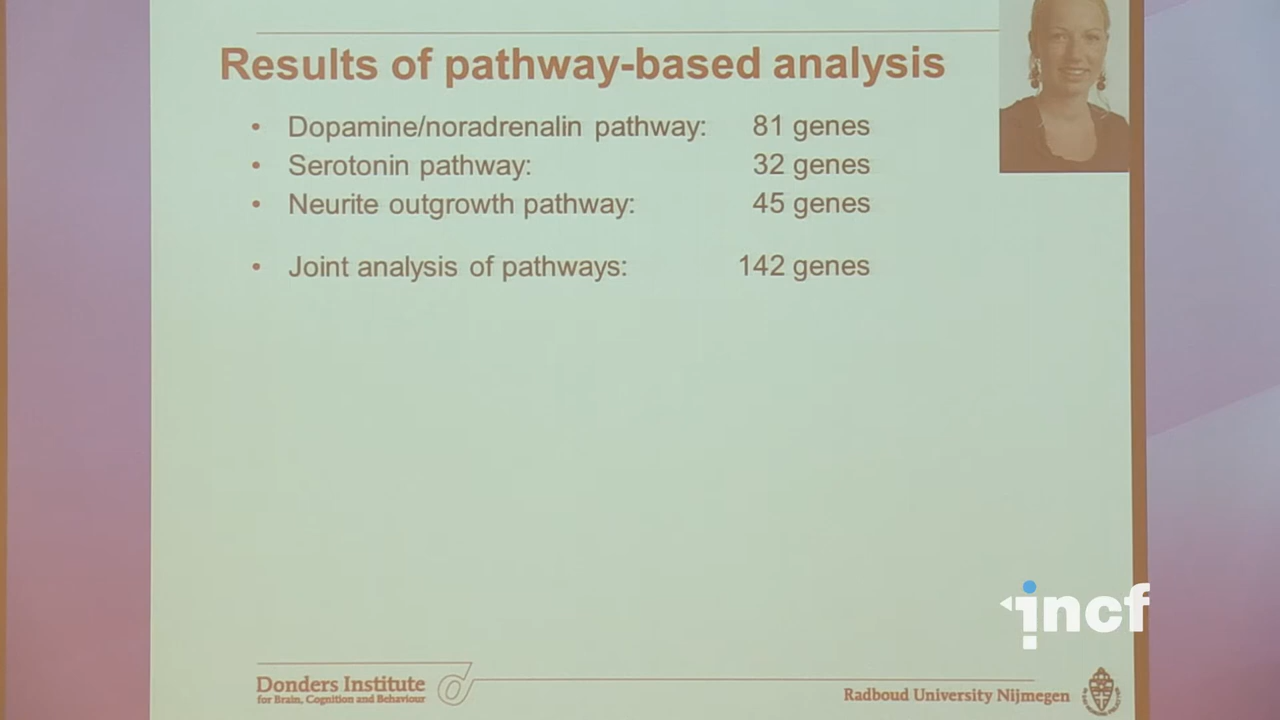 Results of pathway-based analysis
• Dopamine/noradrenalin pathway: 81 genes
• Serotonin pathway: 32 genes
• Neurite outgrowth pathway: 45 genes
• Joint analysis of pathways: 142 genes
incf
Donders Institute
for Brain, Cognition and Behaviour
Radboud University Nijmegen